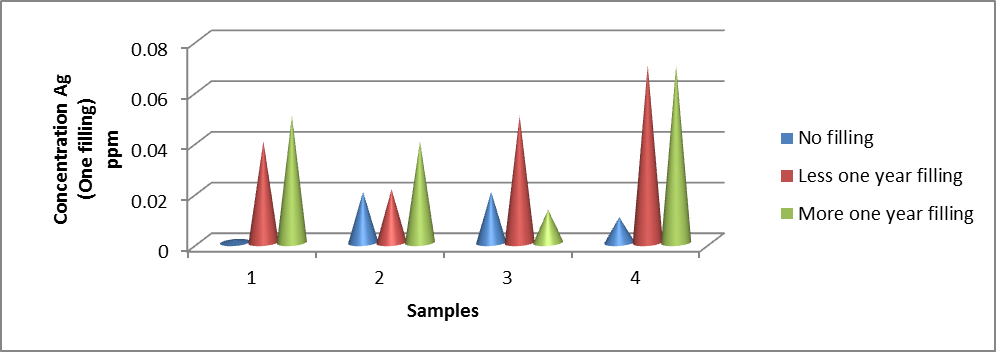 Concentration Ag
(One filling)
ppm
0.08
0.06
0.04
0.02
0
1
2
3
4
Samples
No filling
Less one year filling
More one year filling